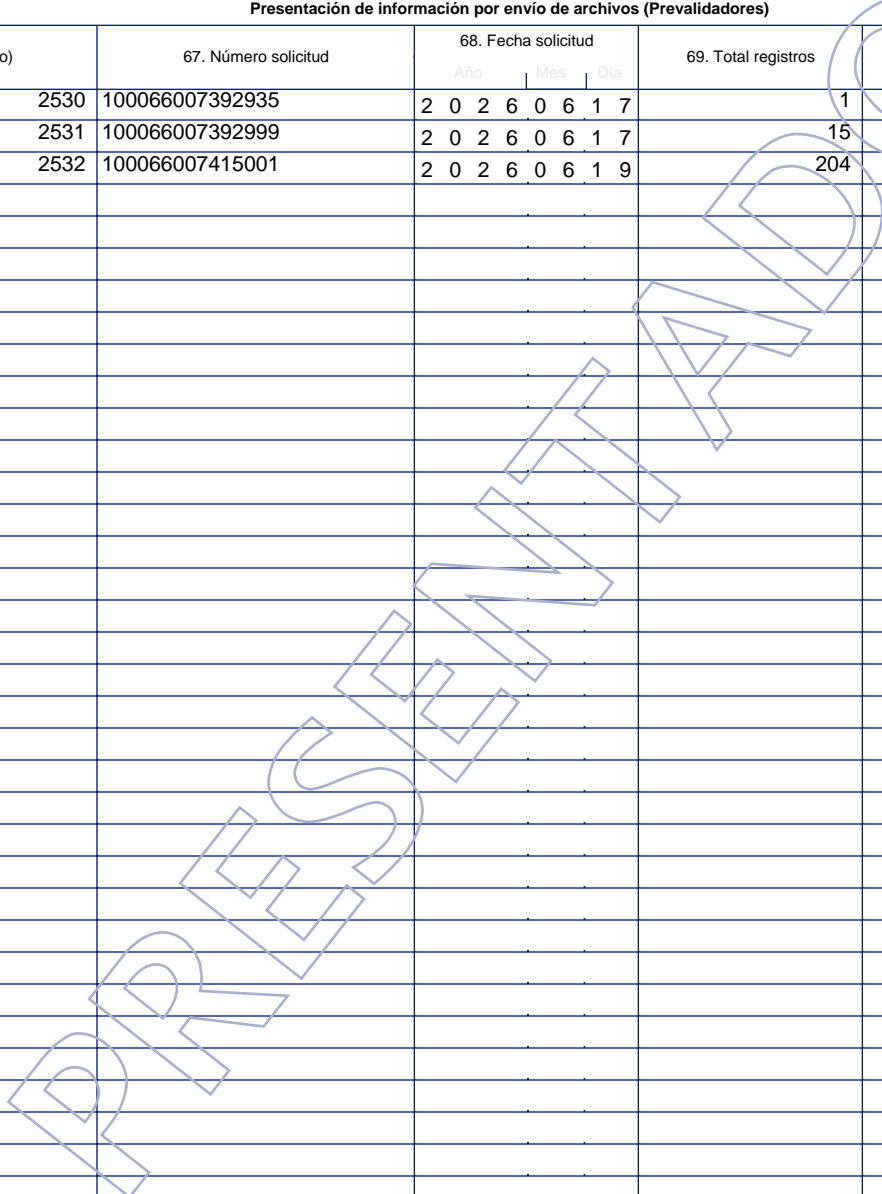 Presentación de información por envío de archivos (Prevalidadores)
o) 67. Número solicitud 68. Fecha solicitud 69. Total registros
Año Mes Día
2530 100066007392935 2 0 2 6 0 6 1 7 1
2531 100066007392999 2 0 2 6 0 6 1 7 15
2532 100066007415001 2 0 2 6 0 6 1 9 204
PRESENTADO